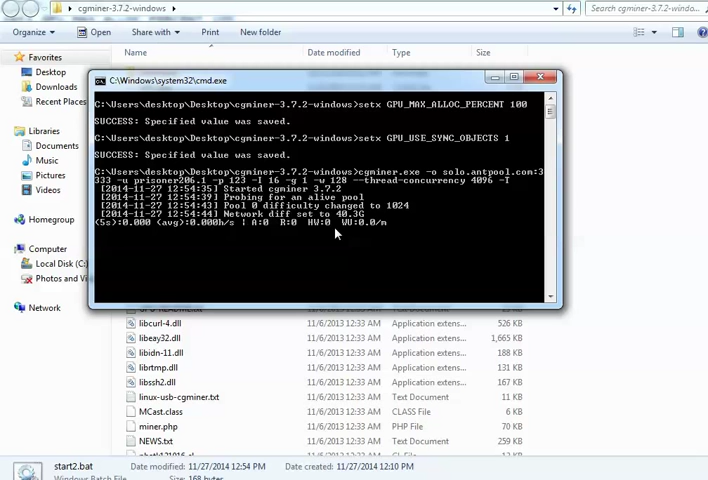 cgminer-3.7.2-windows
Search cgminer-3.7.2-windo...
Organize
Open
Share with
Print
New folder
Favorites
Desktop
Downloads
Recent Places
Libraries
Documents
Music
Pictures
Videos
Homegroup
Computer
Local Disk (C:
Photos and Vi
Network
Date modified
Type
Size
C:\Windows\system32\cmd.exe
C:\Users\desktop\Desktop\cgminer-3.7.2-windows>setx GPU_MAX_ALLOC_PERCENT 100
SUCCESS: Specified value was saved.
C:\Users\desktop\Desktop\cgminer-3.7.2-windows>setx GPU_USE_SYNC_OBJECTS 1
SUCCESS: Specified value was saved.
C:\Users\desktop\Desktop\cgminer-3.7.2-windows>cgminer.exe -o solo.antpool.com:3
333 -u prisoner206.1 -p 123 -I 16 -g 1 -w 128 --thread-concurrency 4096 -I
[2014-11-27 12:54:35] Started cgminer 3.7.2
[2014-11-27 12:54:39] Probing for an alive pool
[2014-11-27 12:54:43] Pool 0 difficulty changed to 1024
[2014-11-27 12:54:44] Network diff set to 40.3G
(5s):0.000 (avg):0.000h/s | A:0 R:0 HW:0 WU:0.0/m
libcurl-4.dll 11/6/2013 12:33 AM Application extens... 526 KB
libeay32.dll 11/6/2013 12:33 AM Application extens... 1,665 KB
libidn-11.dll 11/6/2013 12:33 AM Application extens... 188 KB
librtmp.dll 11/6/2013 12:33 AM Application extens... 131 KB
libssh2.dll 11/6/2013 12:33 AM Application extens... 382 KB
linux-usb-cgminer.txt 11/6/2013 12:33 AM Text Document 11 KB
MCast.class 11/6/2013 12:33 AM CLASS File 6 KB
miner.php 11/6/2013 12:33 AM PHP File 70 KB
NEWS.txt 11/6/2013 12:33 AM Text Document 259 KB
start2.bat Date modified: 11/27/2014 12:54 PM Date created: 11/27/2014 12:10 PM
Windows Batch File Size: 168 bytes